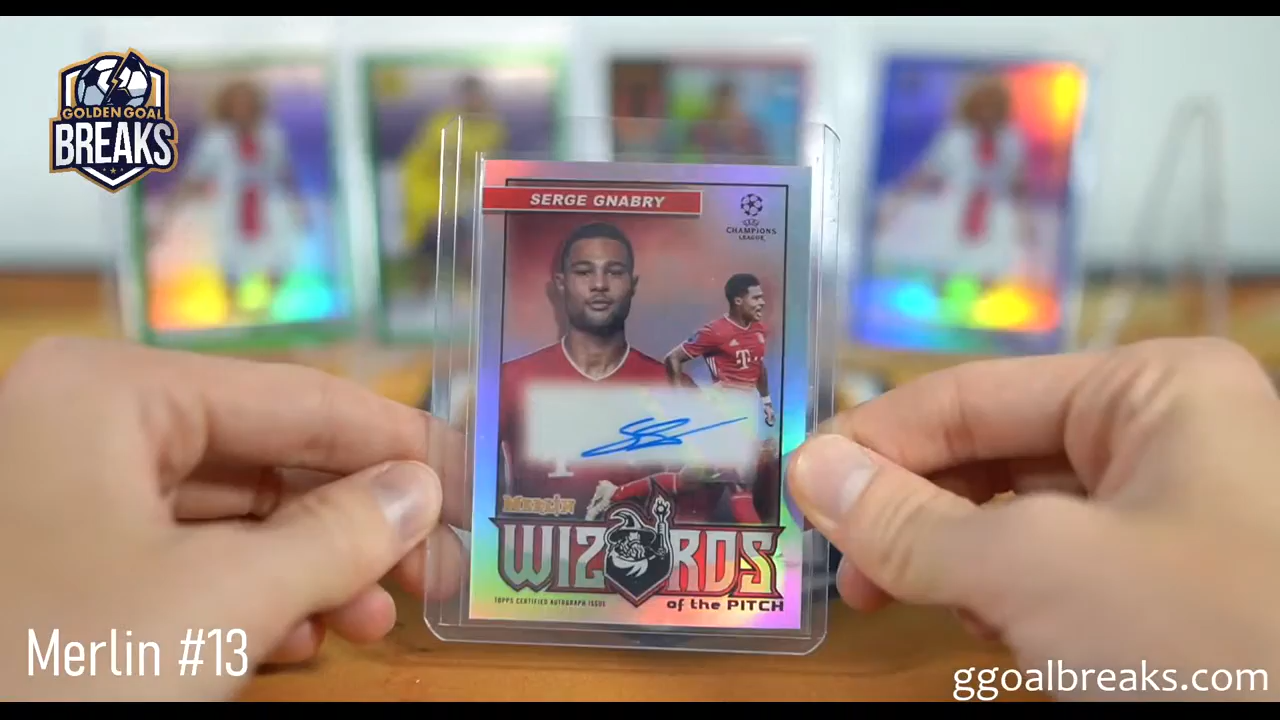 GOLDEN GOAL
BREAKS
SERGE GNABRY
UEFA
CHAMPIONS
LEAGUE
T
MERLIN
WIZARDS
of the PITCH
TOPPS CERTIFIED AUTOGRAPH ISSUE
Merlin #13
ggoalbreaks.com